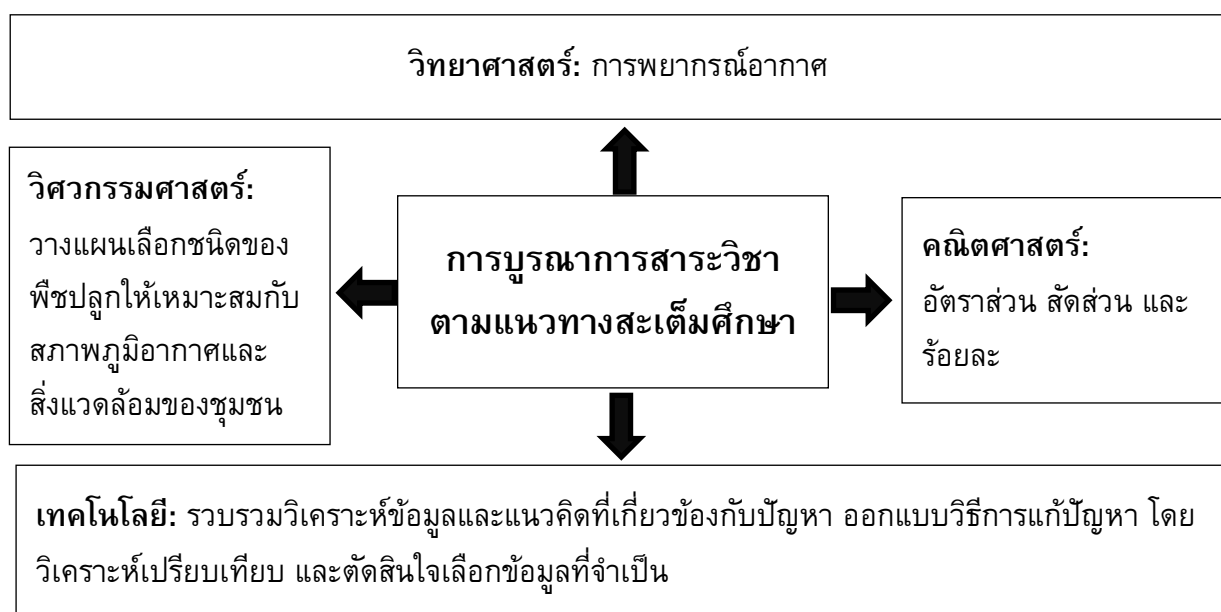 วิทยาศาสตร์: การพยากรณ์อากาศ
วิศวกรรมศาสตร์:
วางแผนเลือกชนิดของ
พืชปลูกให้เหมาะสมกับ
สภาพภูมิอากาศและ
สิ่งแวดล้อมของชุมชน
การบูรณาการสาระวิชา
ตามแนวทางสะเต็มศึกษา
คณิตศาสตร์:
อัตราส่วน สัดส่วน และ
ร้อยละ
เทคโนโลยี: รวบรวมวิเคราะห์ข้อมูลและแนวคิดที่เกี่ยวข้องกับปัญหา ออกแบบวิธีการแก้ปัญหา โดย
วิเคราะห์เปรียบเทียบ และตัดสินใจเลือกข้อมูลที่จำเป็น